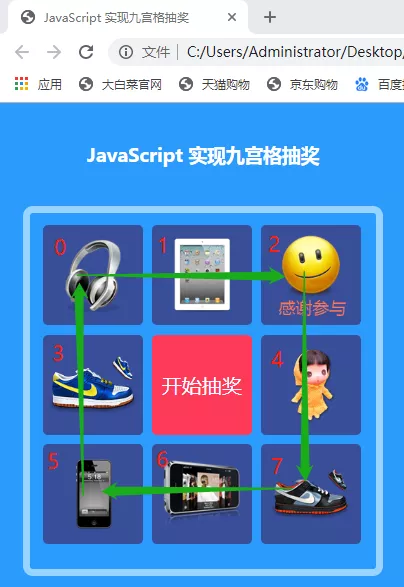 JavaScript 实现九宫格抽奖
文件 C:/Users/Administrator/Desktop/
应用 大白菜官网 天猫购物 京东购物 百度
JavaScript 实现九宫格抽奖
0 1 2
感谢参与
3 开始抽奖 4
5 6 7